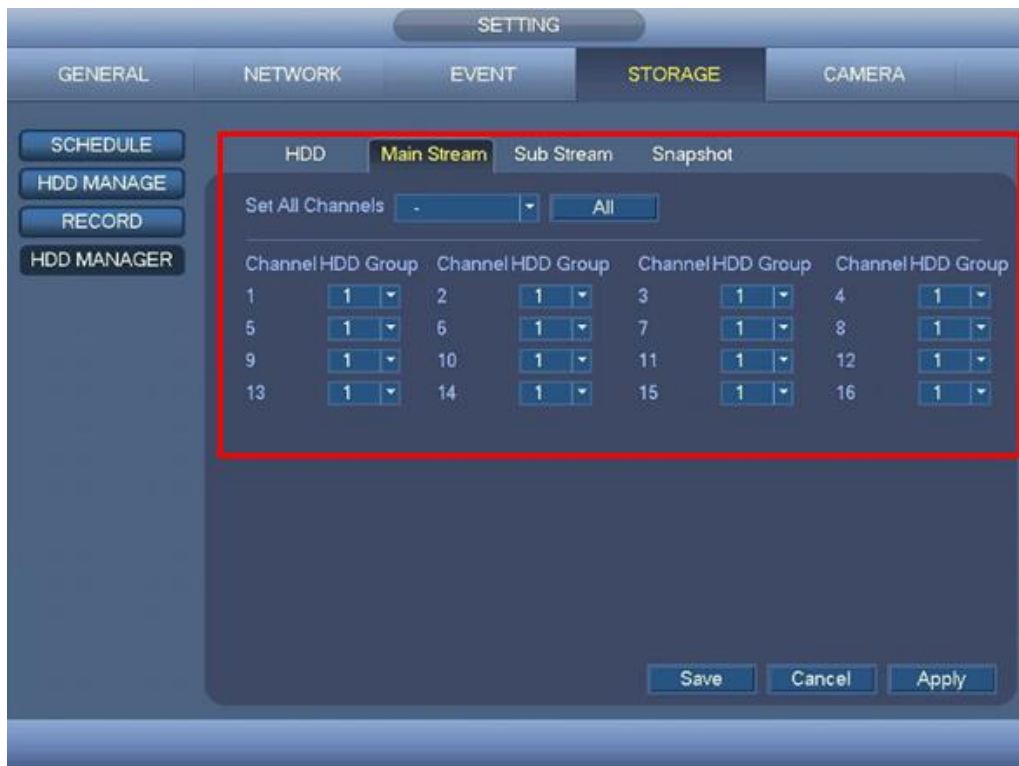 SETTING
GENERAL NETWORK EVENT STORAGE CAMERA
SCHEDULE
HDD MANAGE
RECORD
HDD MANAGER
HDD Main Stream Sub Stream Snapshot
Set All Channels - All
Channel HDD Group Channel HDD Group Channel HDD Group Channel HDD Group
1 1 2 1 3 1 4 1
5 1 6 1 7 1 8 1
9 1 10 1 11 1 12 1
13 1 14 1 15 1 16 1
Save Cancel Apply